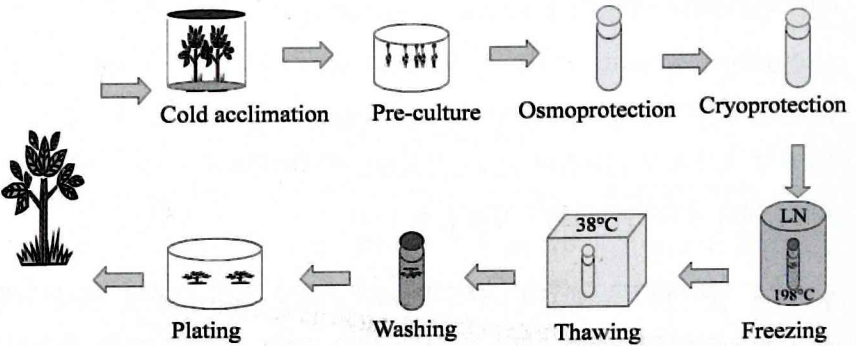 Cold acclimation
Pre-culture
Osmoprotection
Cryoprotection
LN
198°C
Freezing
38°C
Thawing
Washing
Plating